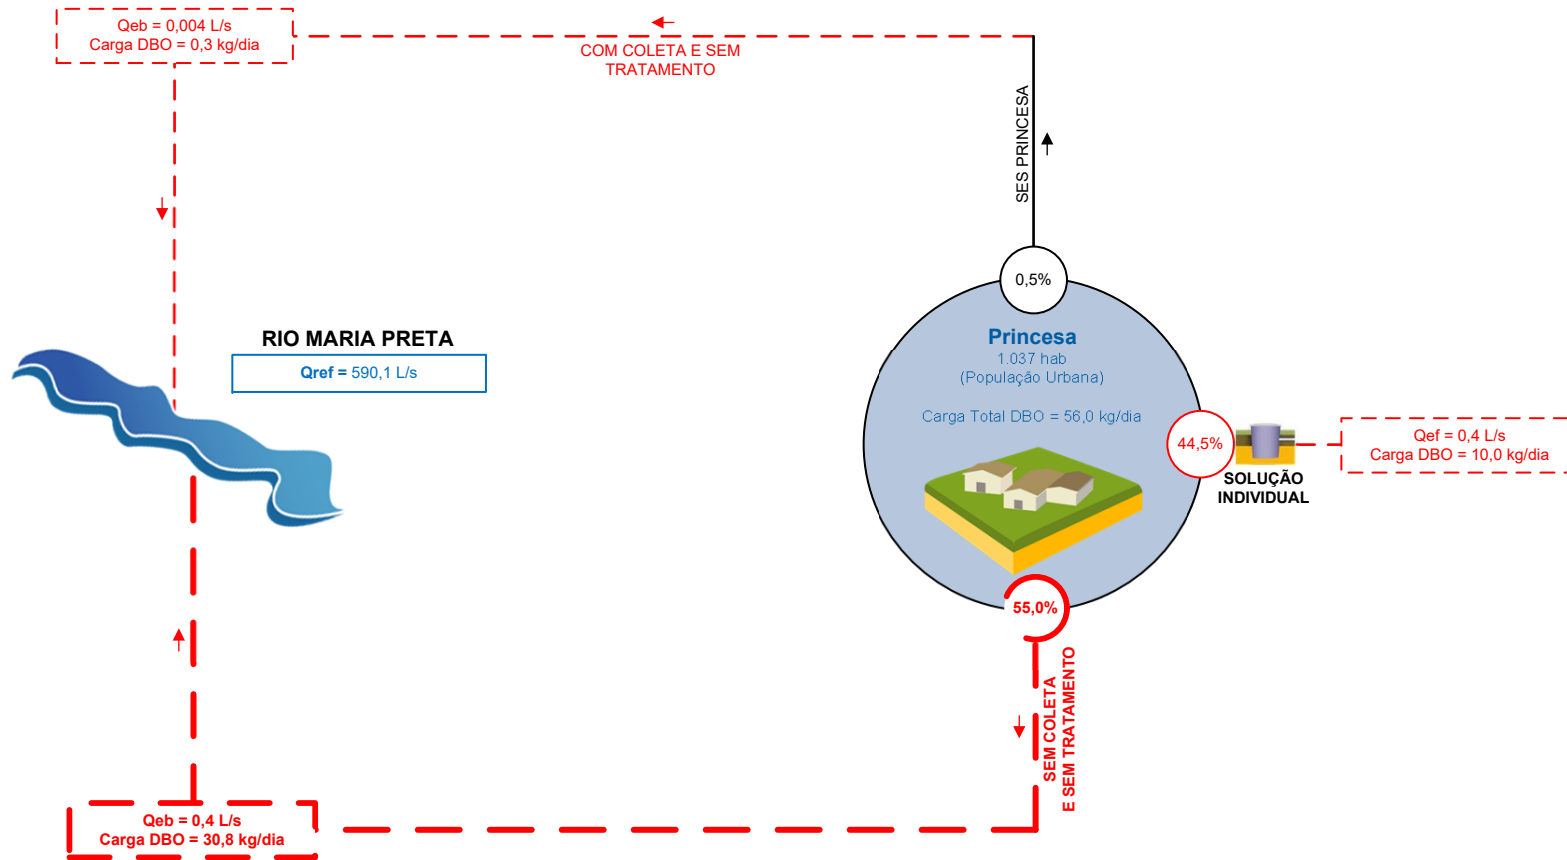 Qeb = 0,004 L/s
Carga DBO = 0,3 kg/dia
COM COLETA E SEM
TRATAMENTO
SES PRINCESA
0,5%
RIO MARIA PRETA
Qref = 590,1 L/s
Princesa
1.037 hab
(População Urbana)
Carga Total DBO = 56,0 kg/dia
44,5%
SOLUÇÃO
INDIVIDUAL
Qef = 0,4 L/s
Carga DBO = 10,0 kg/dia
55,0%
SEM COLETA
E SEM TRATAMENTO
Qeb = 0,4 L/s
Carga DBO = 30,8 kg/dia